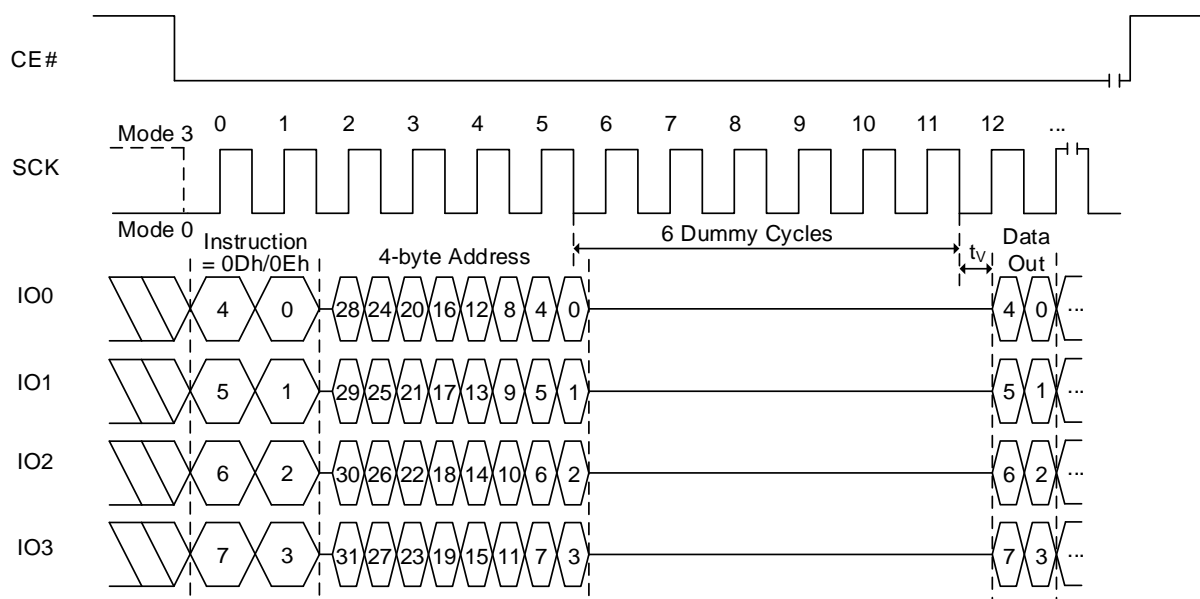 CE#
0 1 2 3 4 5 6 7 8 9 10 11 12 ...
Mode 3
SCK
Mode 0
6 Dummy Cycles
Instruction
= 0Dh/0Eh
4-byte Address
tV
Data
Out
IO0 4 0 28 24 20 16 12 8 4 0 4 0 ...
IO1 5 1 29 25 21 17 13 9 5 1 5 1 ...
IO2 6 2 30 26 22 18 14 10 6 2 6 2 ...
IO3 7 3 31 27 23 19 15 11 7 3 7 3 ...